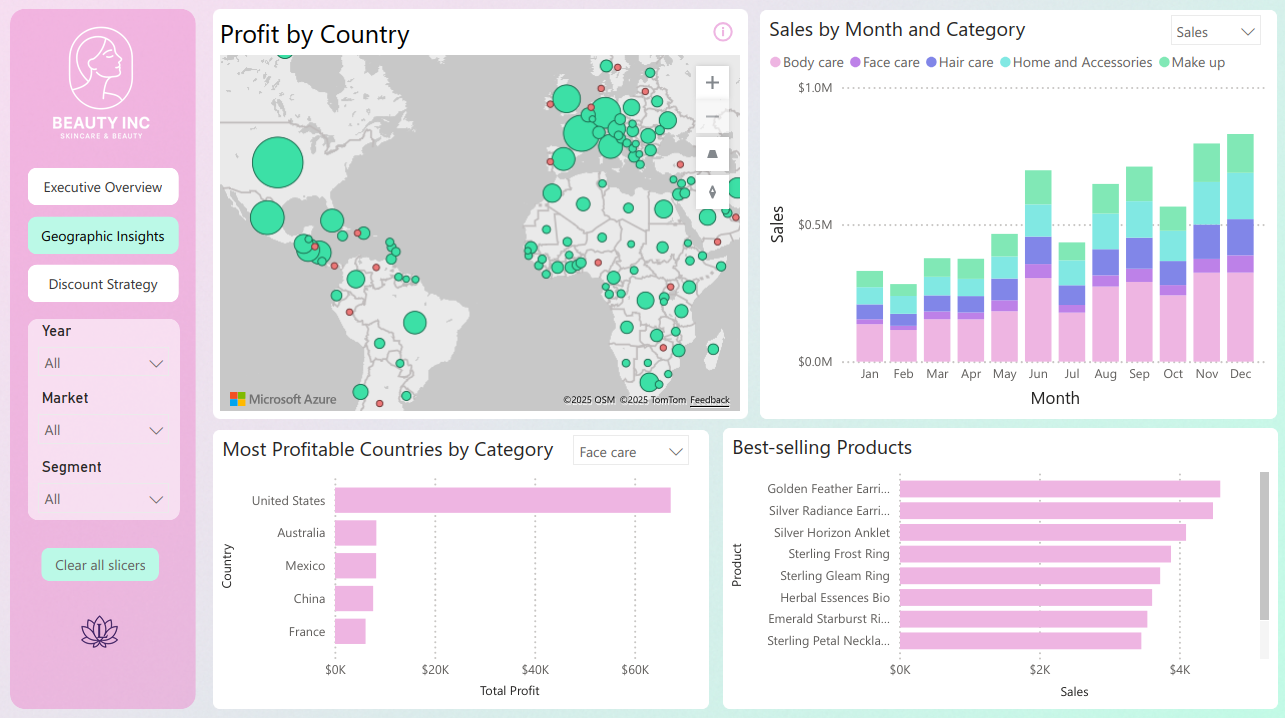 BEAUTY INC
SKINCARE & BEAUTY
Executive Overview
Geographic Insights
Discount Strategy
Year
All
Market
All
Segment
All
Clear all slicers
L
Profit by Country
i
+
−
Microsoft Azure
©2025 OSM ©2025 TomTom Feedback
Sales by Month and Category
Sales
Body care Face care Hair care Home and Accessories Make up
$1.0M
$0.5M
$0.0M
Sales
Jan Feb Mar Apr May Jun Jul Aug Sep Oct Nov Dec
Month
Most Profitable Countries by Category
Face care
Country
United States
Australia
Mexico
China
France
$0K $20K $40K $60K
Total Profit
Best-selling Products
Product
Golden Feather Earri...
Silver Radiance Earri...
Silver Horizon Anklet
Sterling Frost Ring
Sterling Gleam Ring
Herbal Essences Bio
Emerald Starburst Ri...
Sterling Petal Neckla...
$0K $2K $4K
Sales